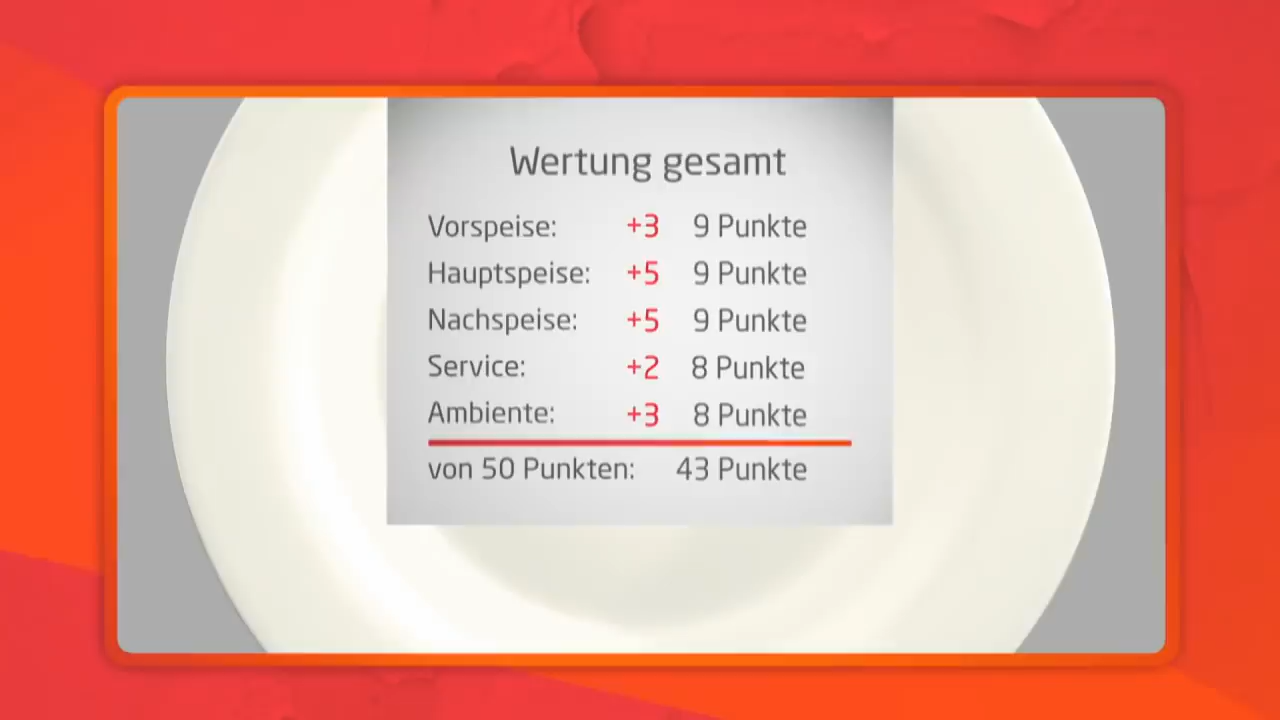 Wertung gesamt
Vorspeise: +3 9 Punkte
Hauptspeise: +5 9 Punkte
Nachspeise: +5 9 Punkte
Service: +2 8 Punkte
Ambiente: +3 8 Punkte
von 50 Punkten: 43 Punkte